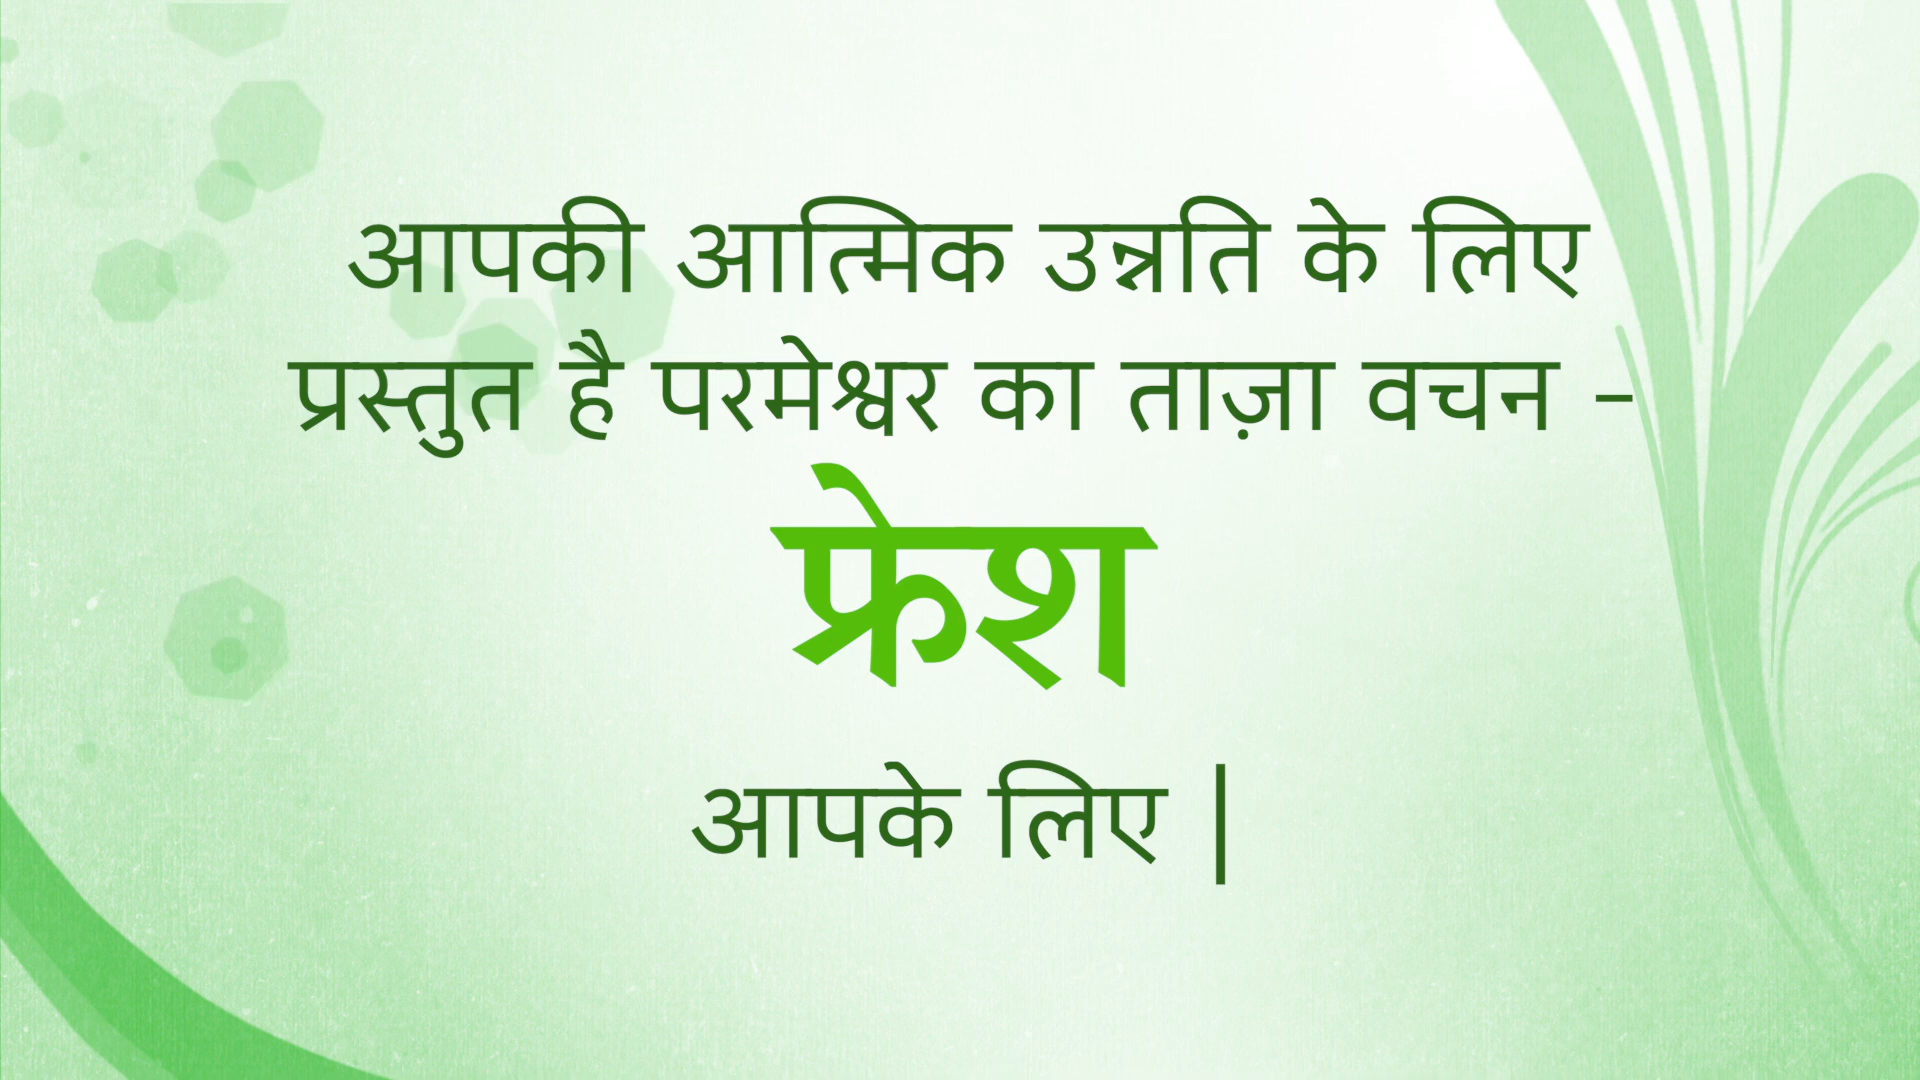 आपकी आत्मिक उन्नति के लिए
प्रस्तुत है परमेश्वर का ताज़ा वचन –
फ्रेश
आपके लिए |